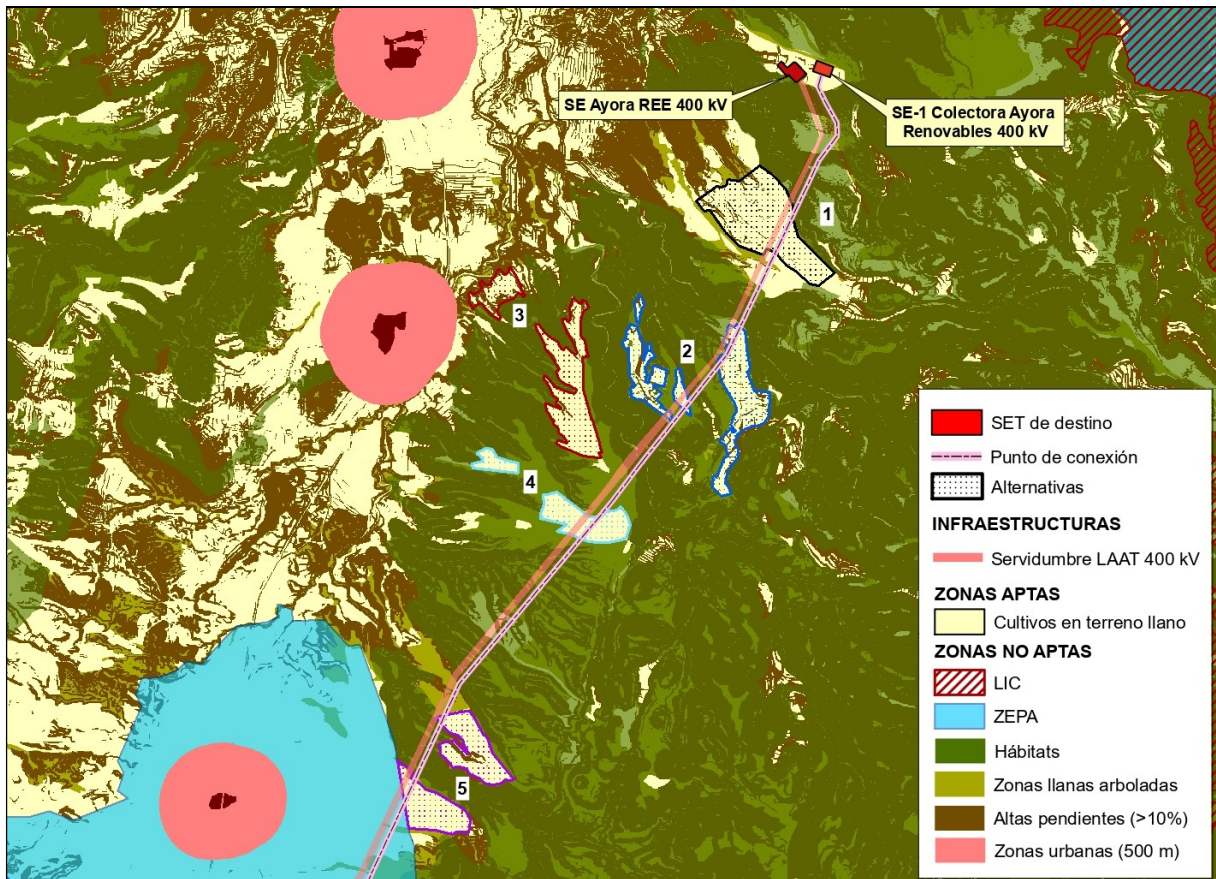 SE Ayora REE 400 kV
SE-1 Colectora Ayora
Renovables 400 kV
1
3
2
4
5
SET de destino
Punto de conexión
Alternativas
INFRAESTRUCTURAS
Servidumbre LAAT 400 kV
ZONAS APTAS
Cultivos en terreno llano
ZONAS NO APTAS
LIC
ZEPA
Hábitats
Zonas llanas arboladas
Altas pendientes (>10%)
Zonas urbanas (500 m)